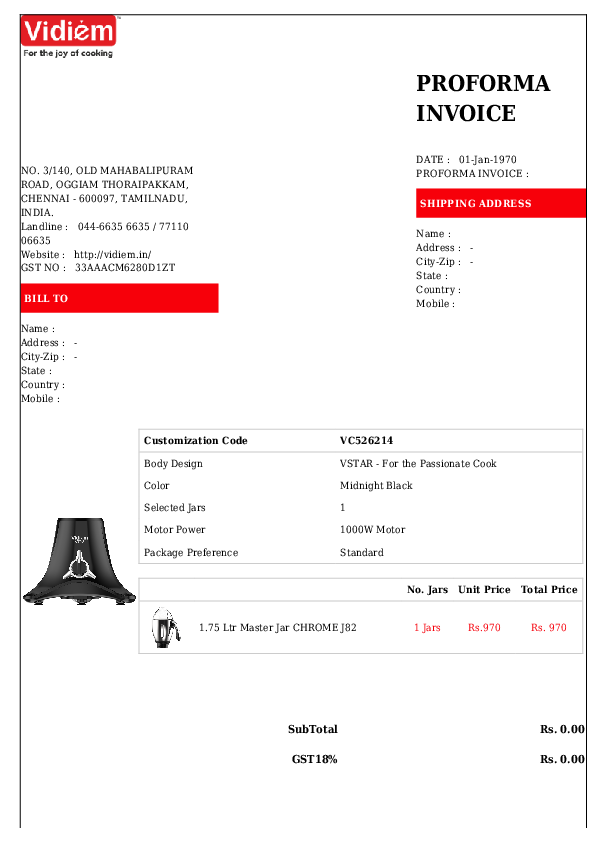 Vidiem
For the joy of cooking
PROFORMA
INVOICE
DATE : 01-Jan-1970
PROFORMA INVOICE :
NO. 3/140, OLD MAHABALIPURAM
ROAD, OGGIAM THORAIPAKKAM,
CHENNAI - 600097, TAMILNADU,
INDIA.
Landline : 044-6635 6635 / 77110
06635
Website : http://vidiem.in/
GST NO : 33AAACM6280D1ZT
SHIPPING ADDRESS
Name :
Address : -
City-Zip : -
State :
Country :
Mobile :
BILL TO
Name :
Address : -
City-Zip : -
State :
Country :
Mobile :
Customization Code VC526214
Body Design VSTAR - For the Passionate Cook
Color Midnight Black
Selected Jars 1
Motor Power 1000W Motor
Package Preference Standard
No. Jars Unit Price Total Price
1.75 Ltr Master Jar CHROME J82 1 Jars Rs.970 Rs. 970
SubTotal Rs. 0.00
GST18% Rs. 0.00